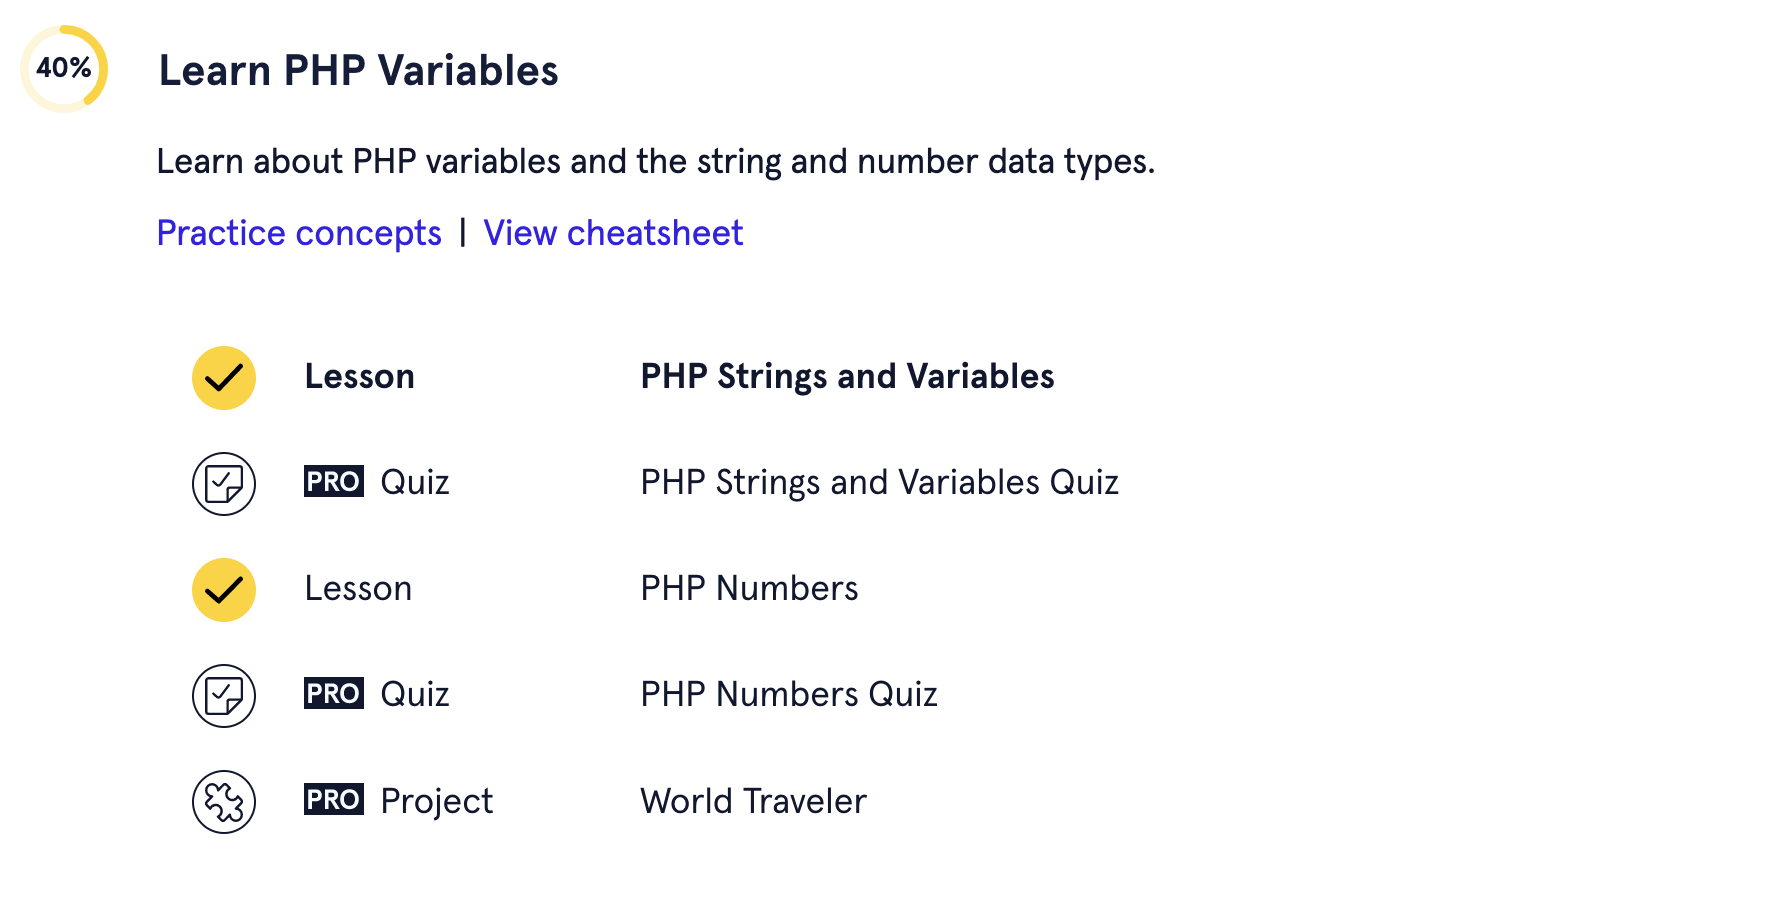 40%
Learn PHP Variables
Learn about PHP variables and the string and number data types.
Practice concepts | View cheatsheet
Lesson PHP Strings and Variables
PRO Quiz PHP Strings and Variables Quiz
Lesson PHP Numbers
PRO Quiz PHP Numbers Quiz
PRO Project World Traveler